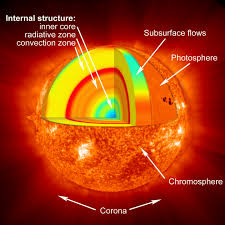 Internal structure:
inner core
radiative zone
convection zone
Subsurface flows
Photosphere
Chromosphere
Corona